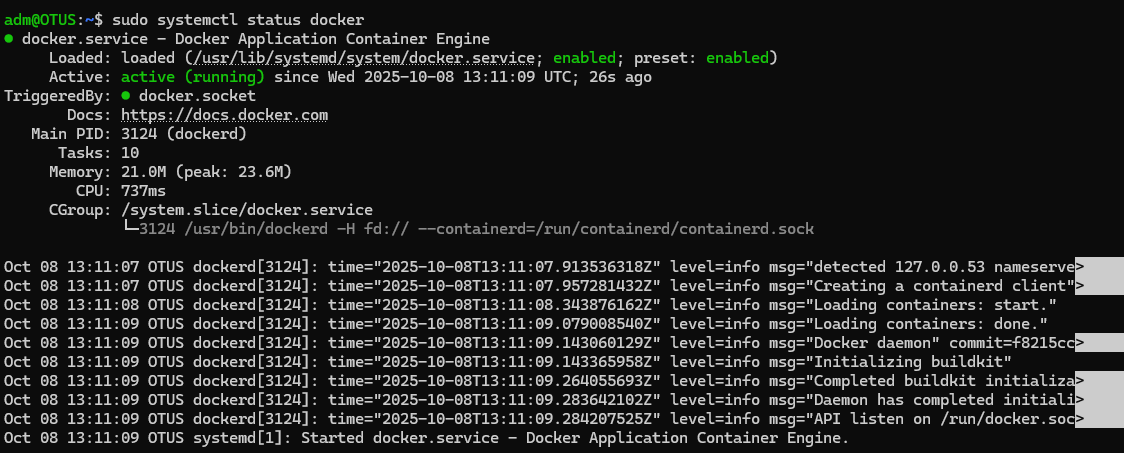 adm@OTUS:~$ sudo systemctl status docker
● docker.service - Docker Application Container Engine
     Loaded: loaded (/usr/lib/systemd/system/docker.service; enabled; preset: enabled)
     Active: active (running) since Wed 2025-10-08 13:11:09 UTC; 26s ago
TriggeredBy: ● docker.socket
       Docs: https://docs.docker.com
   Main PID: 3124 (dockerd)
      Tasks: 10
     Memory: 21.0M (peak: 23.6M)
        CPU: 737ms
     CGroup: /system.slice/docker.service
             └─3124 /usr/bin/dockerd -H fd:// --containerd=/run/containerd/containerd.sock
Oct 08 13:11:07 OTUS dockerd[3124]: time="2025-10-08T13:11:07.913536318Z" level=info msg="detected 127.0.0.53 nameserve>
Oct 08 13:11:07 OTUS dockerd[3124]: time="2025-10-08T13:11:07.957281432Z" level=info msg="Creating a containerd client">
Oct 08 13:11:08 OTUS dockerd[3124]: time="2025-10-08T13:11:08.343876162Z" level=info msg="Loading containers: start."
Oct 08 13:11:09 OTUS dockerd[3124]: time="2025-10-08T13:11:09.079008540Z" level=info msg="Loading containers: done."
Oct 08 13:11:09 OTUS dockerd[3124]: time="2025-10-08T13:11:09.143060129Z" level=info msg="Docker daemon" commit=f8215cc>
Oct 08 13:11:09 OTUS dockerd[3124]: time="2025-10-08T13:11:09.143365958Z" level=info msg="Initializing buildkit"
Oct 08 13:11:09 OTUS dockerd[3124]: time="2025-10-08T13:11:09.264055693Z" level=info msg="Completed buildkit initializa>
Oct 08 13:11:09 OTUS dockerd[3124]: time="2025-10-08T13:11:09.283642102Z" level=info msg="Daemon has completed initiali>
Oct 08 13:11:09 OTUS dockerd[3124]: time="2025-10-08T13:11:09.284207525Z" level=info msg="API listen on /run/docker.soc>
Oct 08 13:11:09 OTUS systemd[1]: Started docker.service - Docker Application Container Engine.